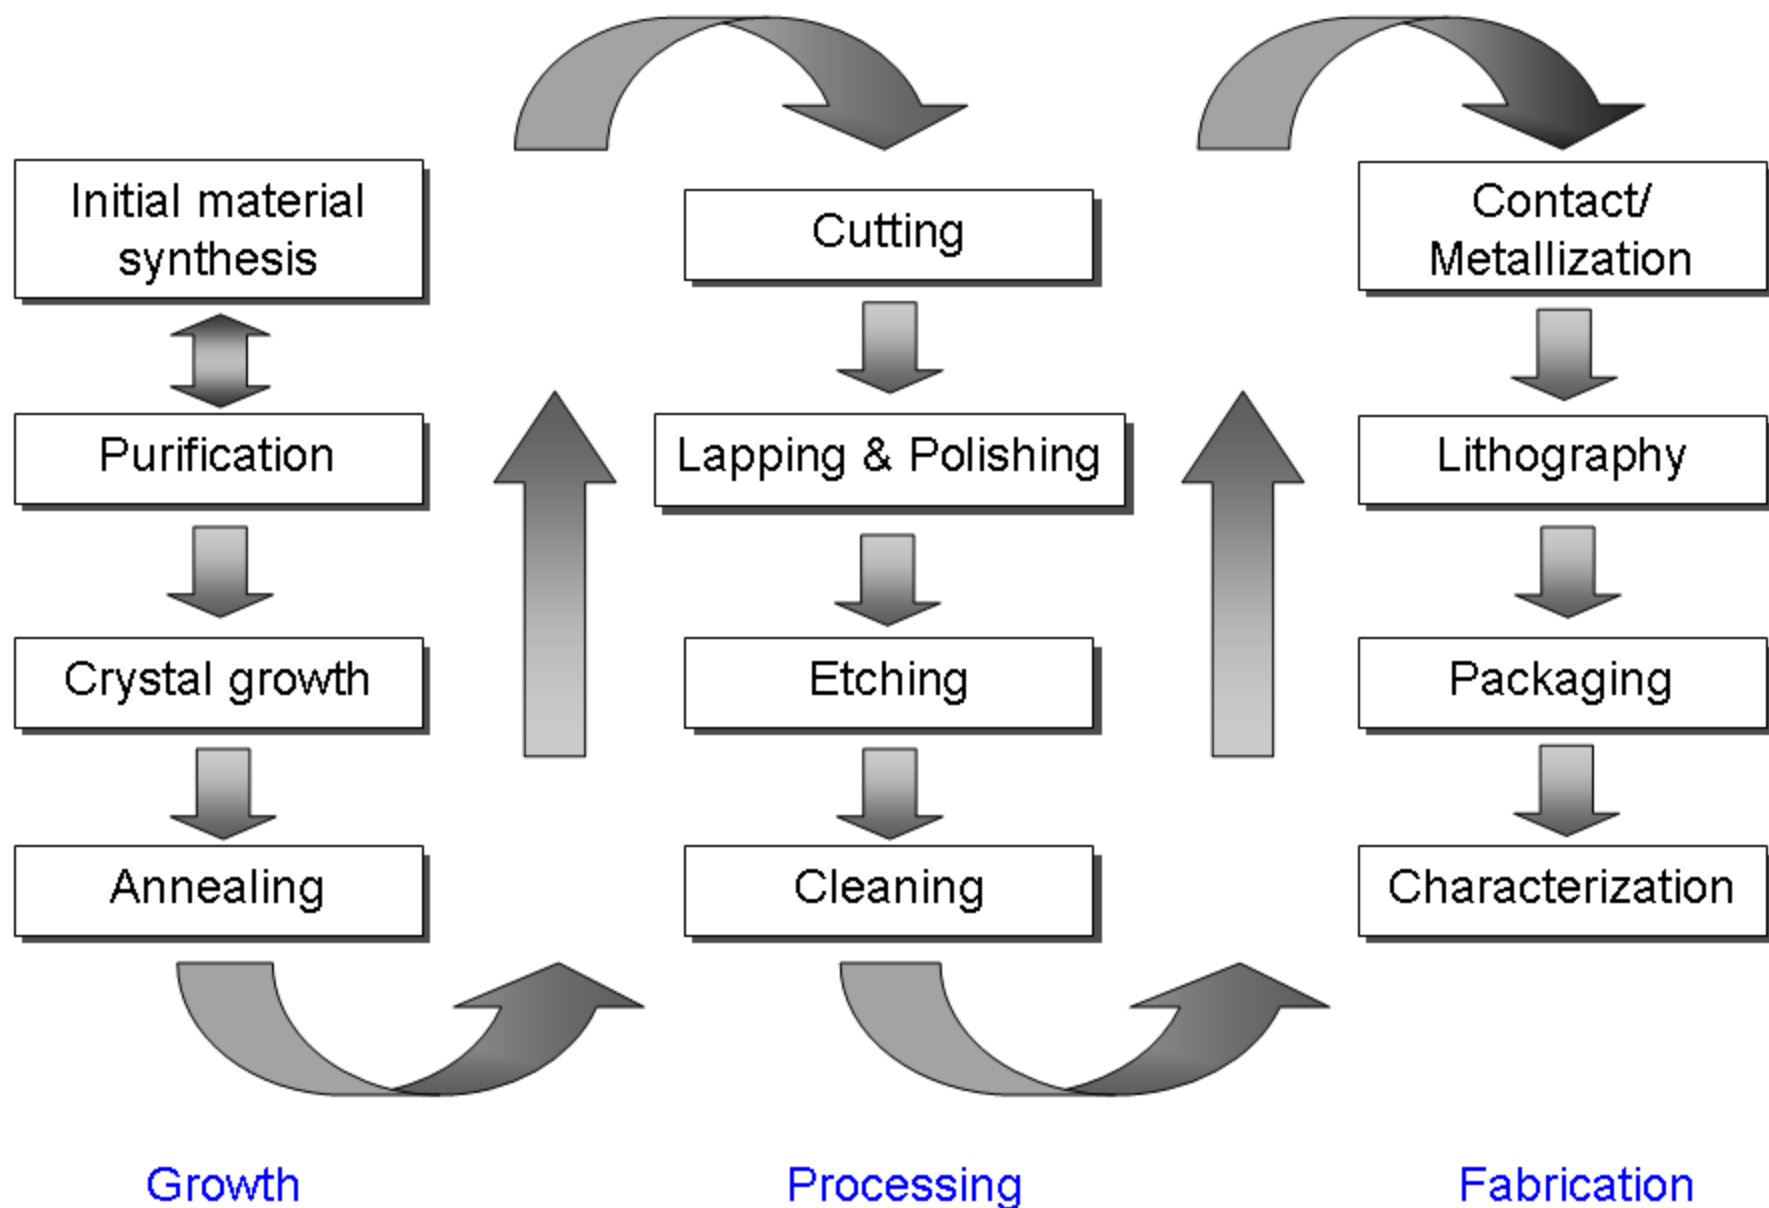 Initial material
synthesis
Purification
Crystal growth
Annealing
Growth
Cutting
Lapping & Polishing
Etching
Cleaning
Processing
Contact/
Metallization
Lithography
Packaging
Characterization
Fabrication